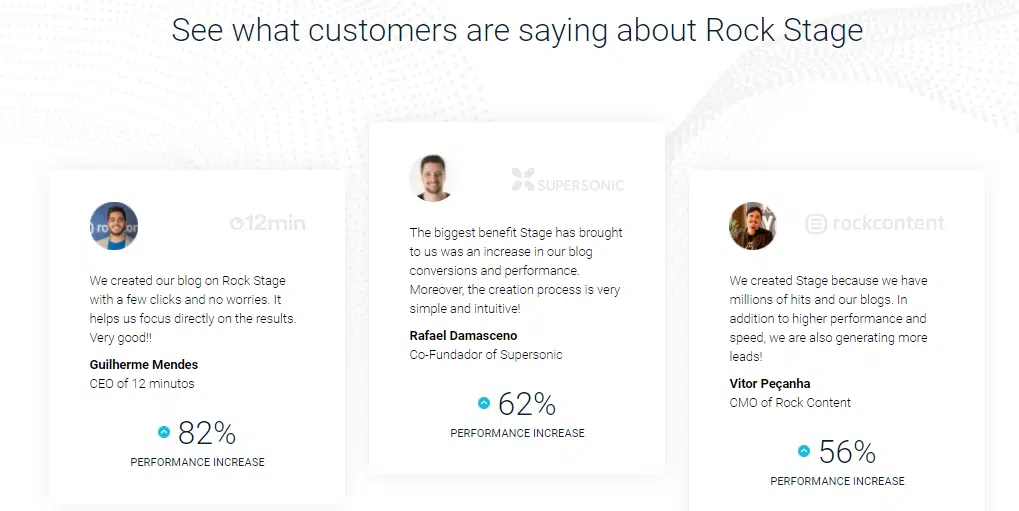 See what customers are saying about Rock Stage
12min
We created our blog on Rock Stage
with a few clicks and no worries. It
helps us focus directly on the results.
Very good!!
Guilherme Mendes
CEO of 12 minutos
82%
PERFORMANCE INCREASE
SUPERSONIC
The biggest benefit Stage has brought
to us was an increase in our blog
conversions and performance.
Moreover, the creation process is very
simple and intuitive!
Rafael Damasceno
Co-Fundador of Supersonic
62%
PERFORMANCE INCREASE
rockcontent
We created Stage because we have
millions of hits and our blogs. In
addition to higher performance and
speed, we are also generating more
leads!
Vitor Peçanha
CMO of Rock Content
56%
PERFORMANCE INCREASE